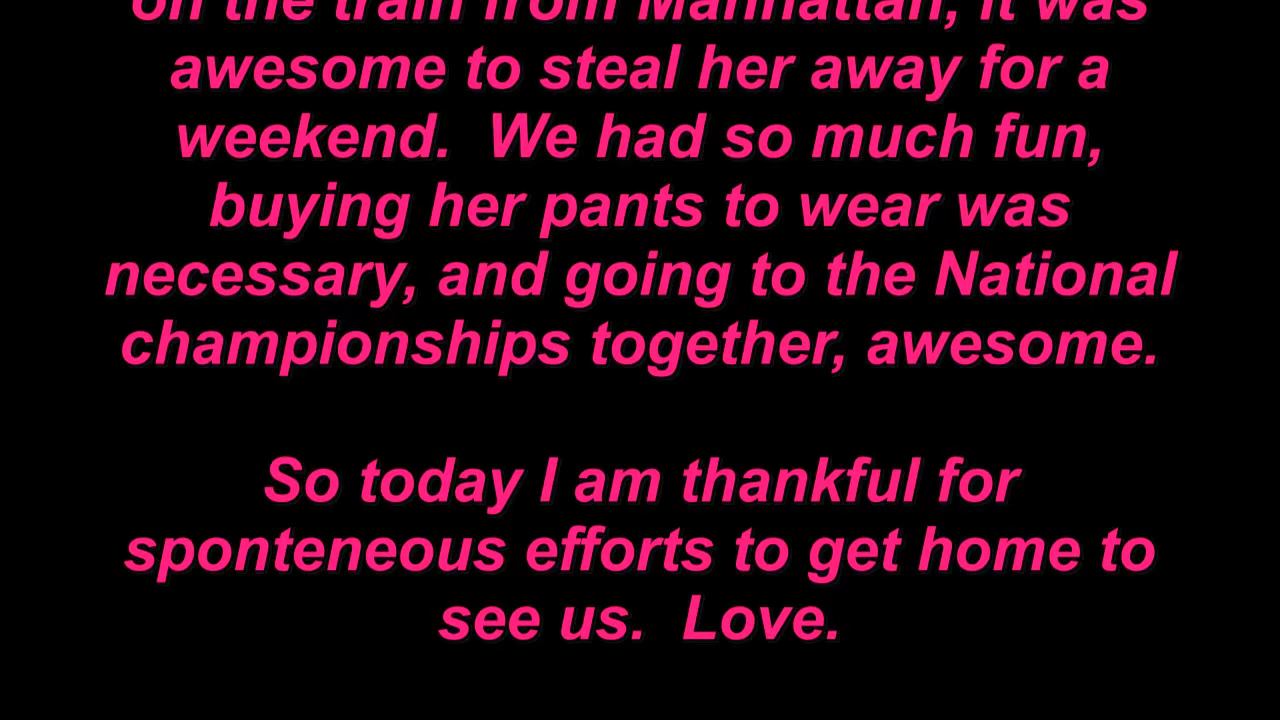 on the train from Manhattan, it was
awesome to steal her away for a
weekend.  We had so much fun,
buying her pants to wear was
necessary, and going to the National
championships together, awesome.

So today I am thankful for
sponteneous efforts to get home to
see us.  Love.